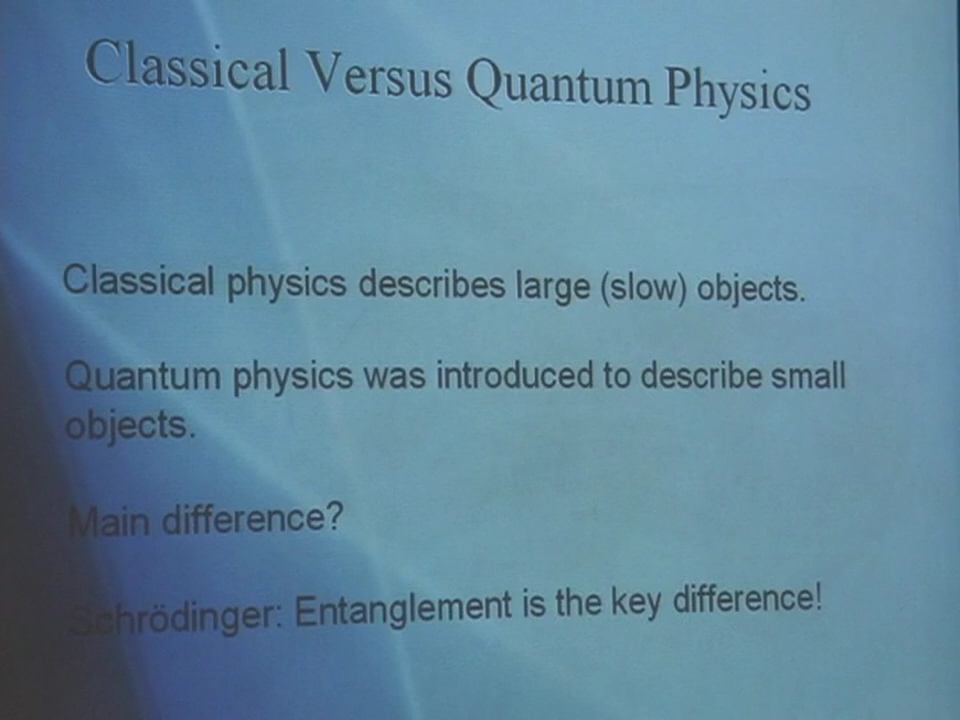 Classical Versus Quantum Physics
Classical physics describes large (slow) objects.
Quantum physics was introduced to describe small
objects.
Main difference?
Schrödinger: Entanglement is the key difference!